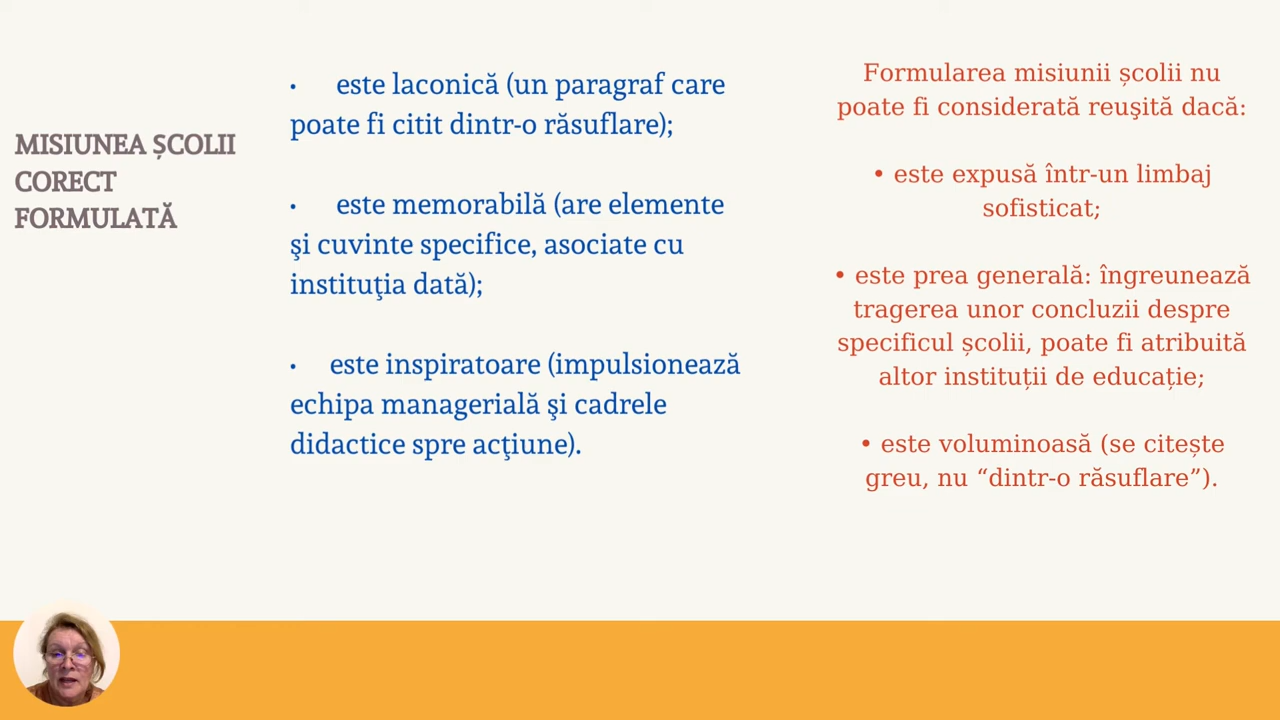 MISIUNEA ȘCOLII
CORECT
FORMULATĂ
• este laconică (un paragraf care
poate fi citit dintr-o răsuflare);
• este memorabilă (are elemente
şi cuvinte specifice, asociate cu
instituţia dată);
• este inspiratoare (impulsionează
echipa managerială şi cadrele
didactice spre acţiune).
Formularea misiunii școlii nu
poate fi considerată reuşită dacă:
• este expusă într-un limbaj
sofisticat;
• este prea generală: îngreunează
tragerea unor concluzii despre
specificul școlii, poate fi atribuită
altor instituții de educație;
• este voluminoasă (se citește
greu, nu “dintr-o răsuflare”).